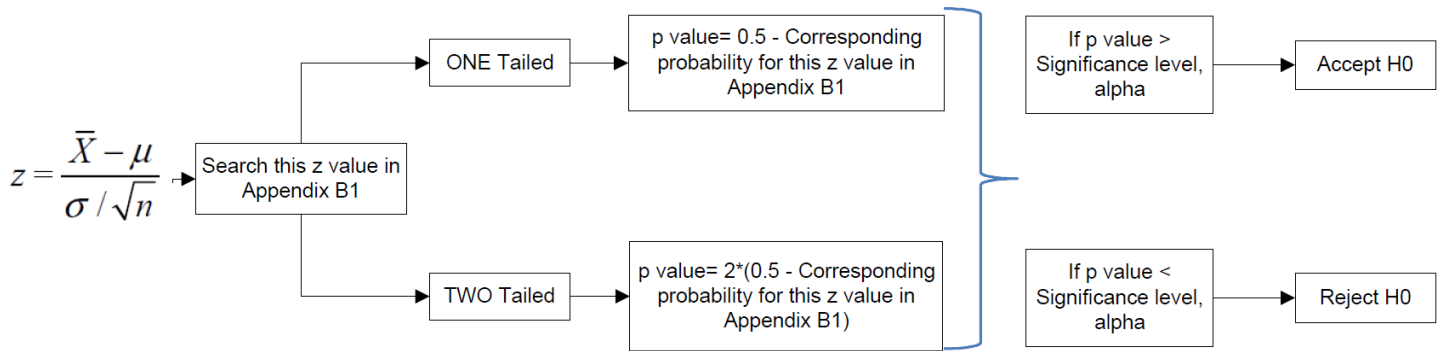 z = (X̄ − μ) / (σ / √n)
Search this z value in
Appendix B1
ONE Tailed
p value= 0.5 - Corresponding
probability for this z value in
Appendix B1
TWO Tailed
p value= 2*(0.5 - Corresponding
probability for this z value in
Appendix B1)
If p value >
Significance level,
alpha
Accept H0
If p value <
Significance level,
alpha
Reject H0